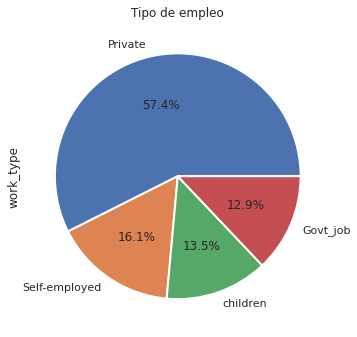 Tipo de empleo
Private
57.4%
work_type
12.9%
16.1%
13.5%
Govt_job
Self-employed
children